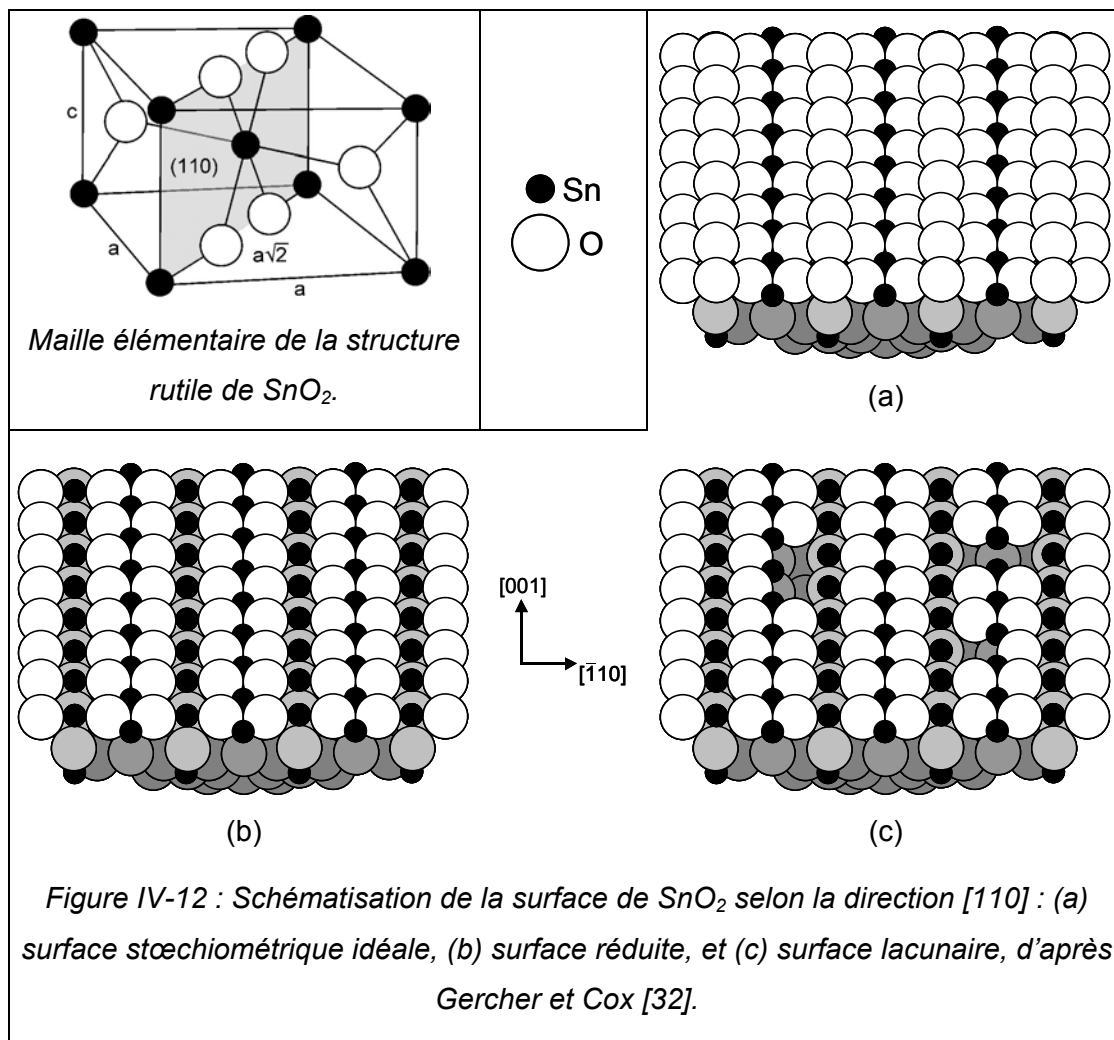 c
(110)
a
a√2
a
Maille élémentaire de la structure
rutile de SnO₂.
Sn
O
(a)
[001]
[1̄10]
(b)
(c)
Figure IV-12 : Schématisation de la surface de SnO₂ selon la direction [110] : (a)
surface stœchiométrique idéale, (b) surface réduite, et (c) surface lacunaire, d'après
Gercher et Cox [32].